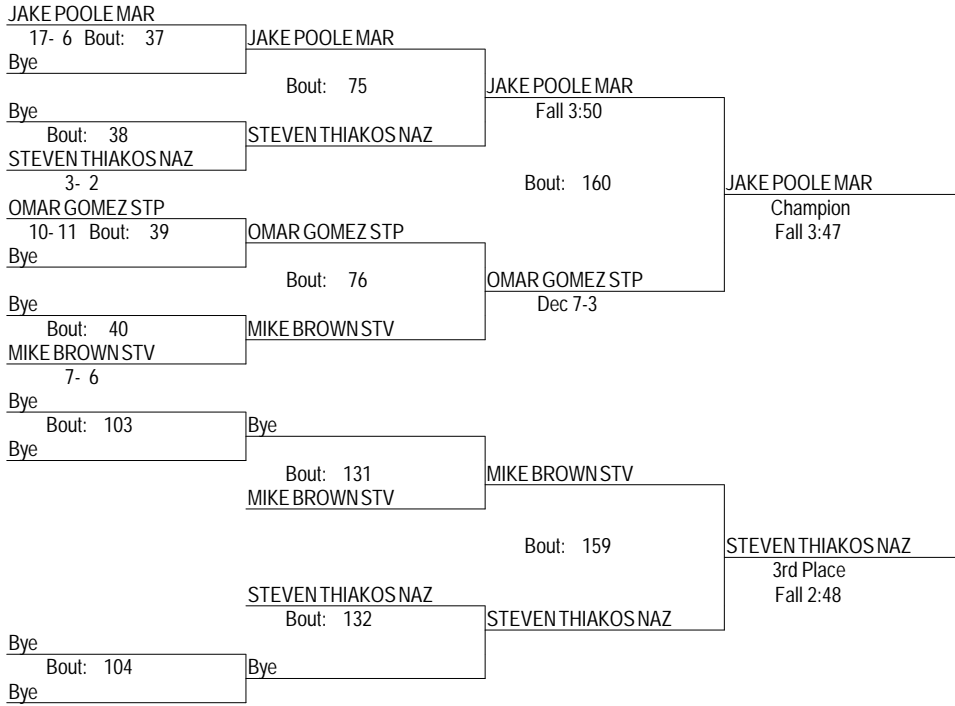 JAKE POOLE MAR
17- 6 Bout: 37
JAKE POOLE MAR
Bye
Bout: 75
JAKE POOLE MAR
Bye
Fall 3:50
Bout: 38
STEVEN THIAKOS NAZ
STEVEN THIAKOS NAZ
3- 2
Bout: 160
JAKE POOLE MAR
OMAR GOMEZ STP
Champion
10- 11 Bout: 39
OMAR GOMEZ STP
Fall 3:47
Bye
Bout: 76
OMAR GOMEZ STP
Bye
Dec 7-3
Bout: 40
MIKE BROWN STV
MIKE BROWN STV
7- 6
Bye
Bout: 103
Bye
Bye
Bout: 131
MIKE BROWN STV
MIKE BROWN STV
Bout: 159
STEVEN THIAKOS NAZ
3rd Place
STEVEN THIAKOS NAZ
Fall 2:48
Bout: 132
STEVEN THIAKOS NAZ
Bye
Bout: 104
Bye
Bye